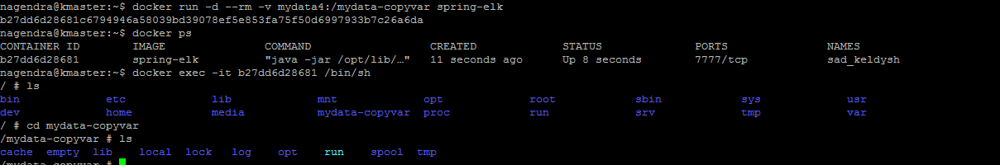 nagendra@kmaster:~$ docker run -d --rm -v mydata4:/mydata-copyvar spring-elk
b27dd6d28681c6794946a58039bd39078ef5e853fa75f50d6997933b7c26a6da
nagendra@kmaster:~$ docker ps
CONTAINER ID IMAGE COMMAND CREATED STATUS PORTS NAMES
b27dd6d28681 spring-elk "java -jar /opt/lib/…" 11 seconds ago Up 8 seconds 7777/tcp sad_keldysh
nagendra@kmaster:~$ docker exec -it b27dd6d28681 /bin/sh
/ # ls
bin etc lib mnt opt root sbin sys usr
dev home media mydata-copyvar proc run srv tmp var
/ # cd mydata-copyvar
/mydata-copyvar # ls
cache empty lib local lock log opt run spool tmp
/mydata-copyvar #